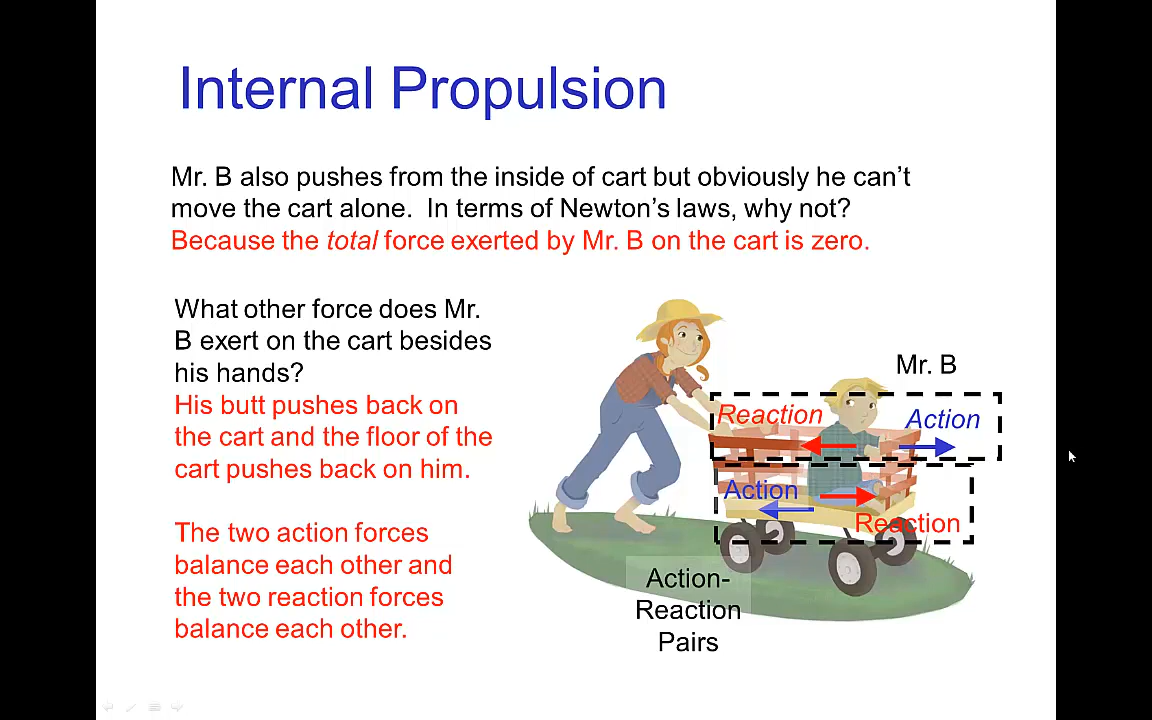 Internal Propulsion
Mr. B also pushes from the inside of cart but obviously he can’t
move the cart alone.  In terms of Newton’s laws, why not?
Because the total force exerted by Mr. B on the cart is zero.
What other force does Mr.
B exert on the cart besides
his hands?
His butt pushes back on
the cart and the floor of the
cart pushes back on him.
The two action forces
balance each other and
the two reaction forces
balance each other.
Mr. B
Reaction
Action
Action
Reaction
Action-
Reaction
Pairs